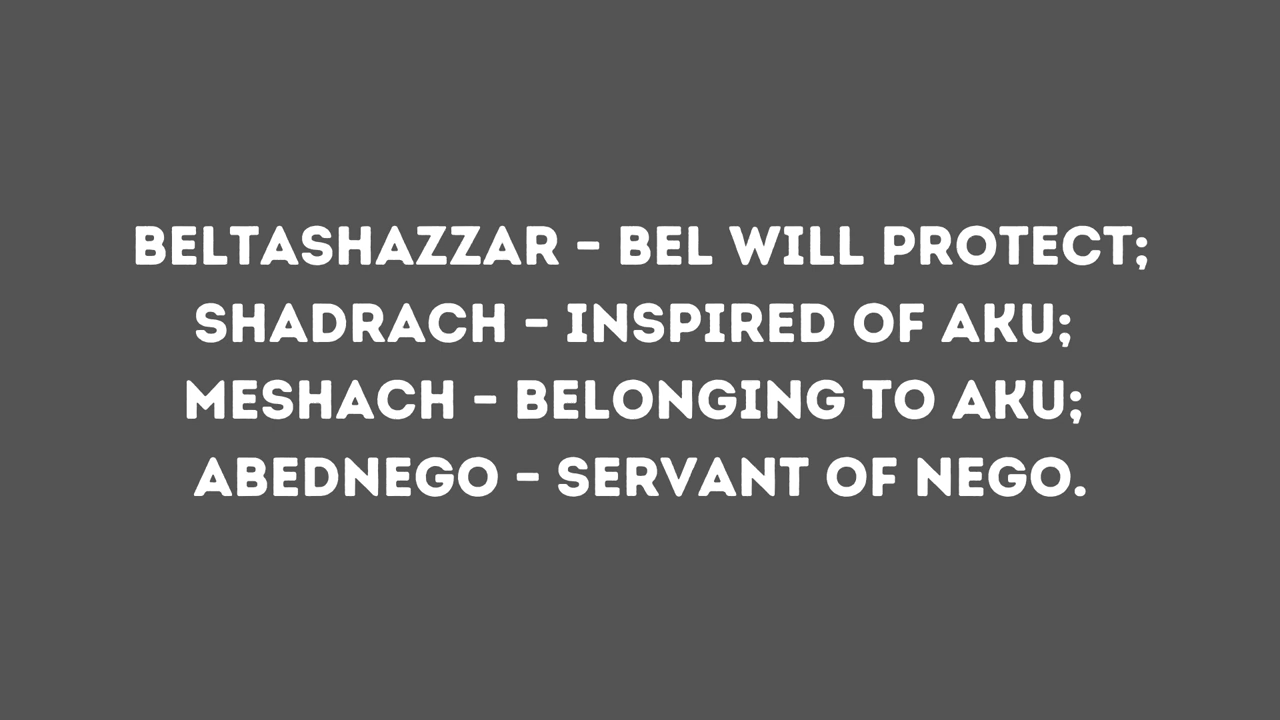 BELTASHAZZAR - BEL WILL PROTECT;
SHADRACH - INSPIRED OF AKU;
MESHACH - BELONGING TO AKU;
ABEDNEGO - SERVANT OF NEGO.